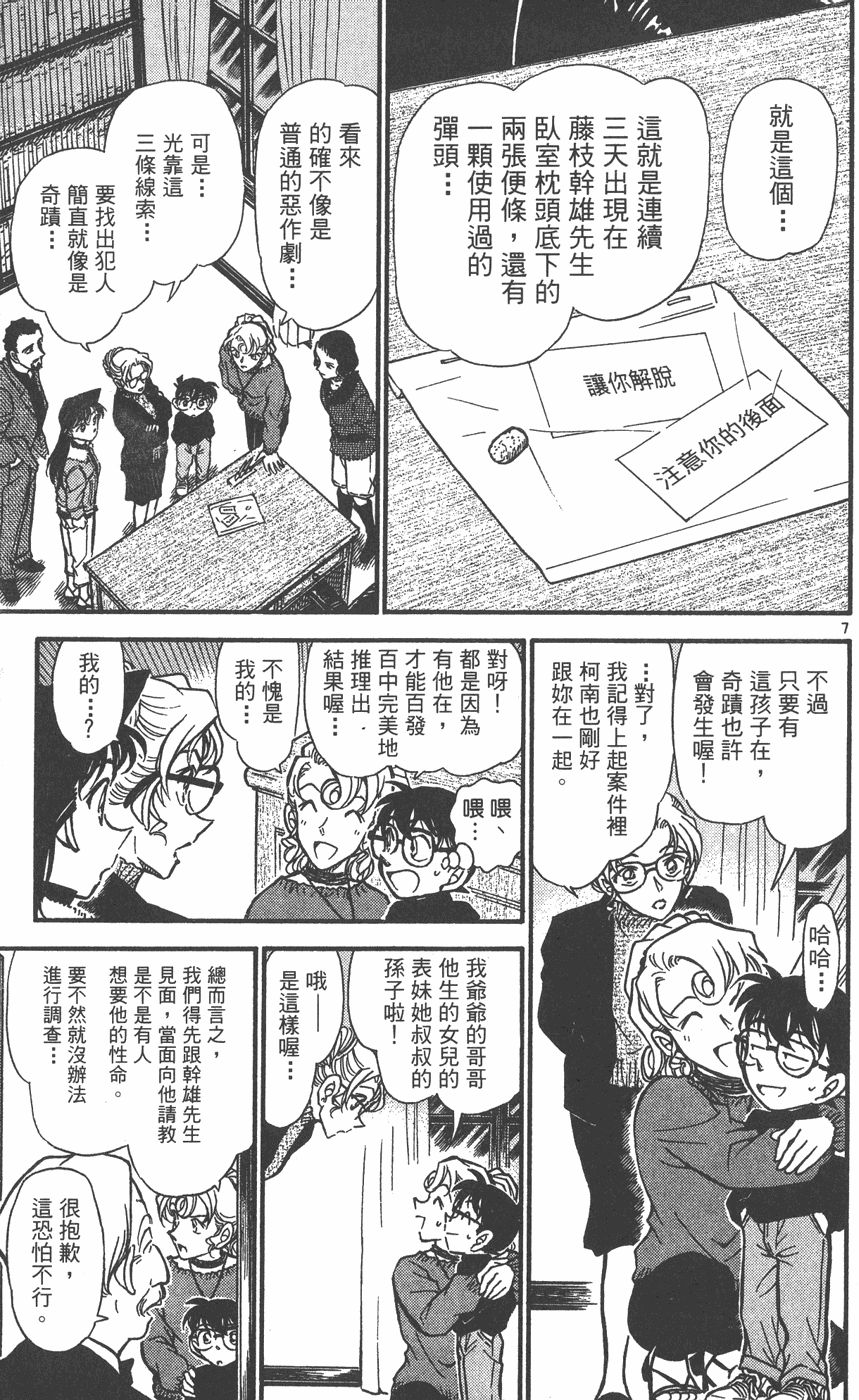 就是這個…
這就是連續
三天出現在
藤枝幹雄先生
臥室枕頭底下的
兩張便條，還有
一顆使用過的
彈頭…
讓你解脫
注意你的後面
看來
的確不像是
普通的惡作劇…
可是…
光靠這
三條線索…
要找出犯人
簡直就像是
奇蹟…
7
不過
只要有
這孩子在，
奇蹟也許
會發生喔！
…對了，
我記得上起案件裡
柯南也剛好
跟妳在一起。
哈哈…
對呀！
都是因為
有他在，
才能百發
百中完美地
推理出
結果喔…
喂、
喂…
不愧是
我的…
我的…？
我爺爺的哥哥
他生的女兒的
表妹她叔叔的
孫子啦！
哦——
是這樣喔…
總而言之，
我們得先跟幹雄先生
見面，當面向他請教
是不是有人
想要他的性命。
要不然就沒辦法
進行調查…
很抱歉，
這恐怕不行。